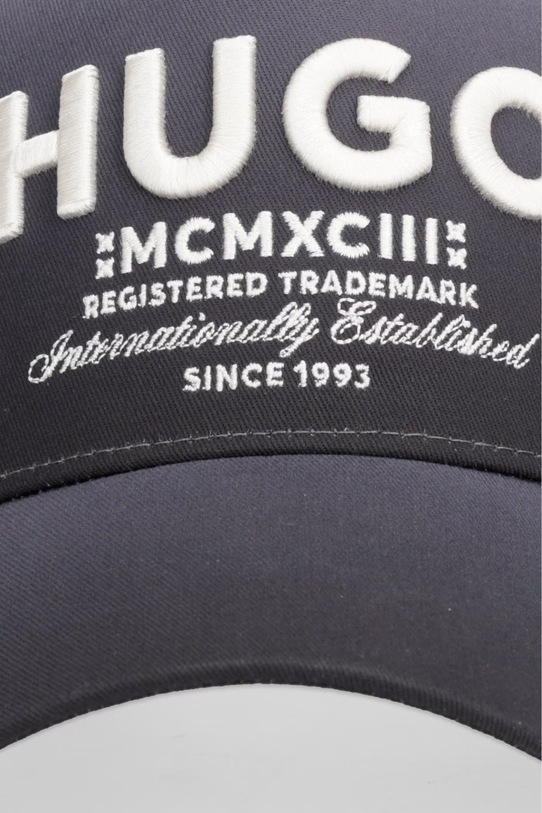 HUGO
MCMXCIII
REGISTERED TRADEMARK
Internationally Established
SINCE 1993